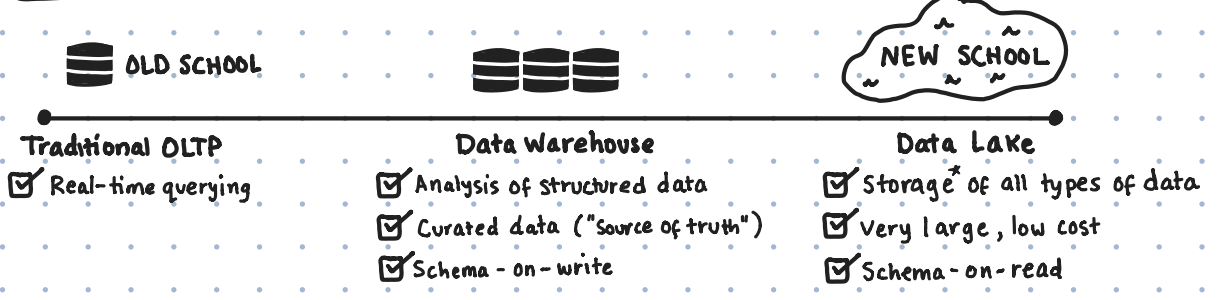 OLD SCHOOL
NEW SCHOOL
Traditional OLTP
Real-time querying
Data Warehouse
Analysis of structured data
Curated data ("source of truth")
Schema-on-write
Data Lake
Storage* of all types of data
Very large, low cost
Schema-on-read